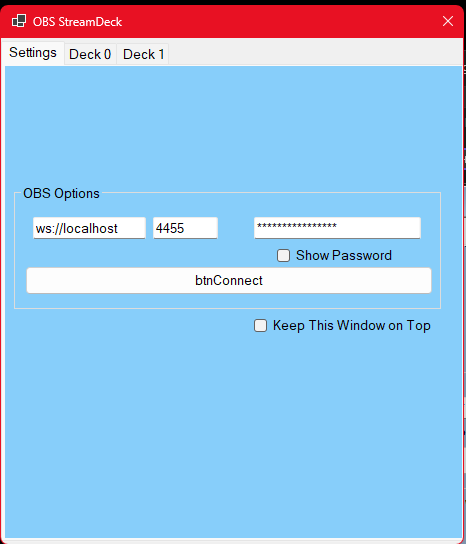 OBS StreamDeck
Settings Deck 0 Deck 1
OBS Options
ws://localhost 4455 ****************
Show Password
btnConnect
Keep This Window on Top